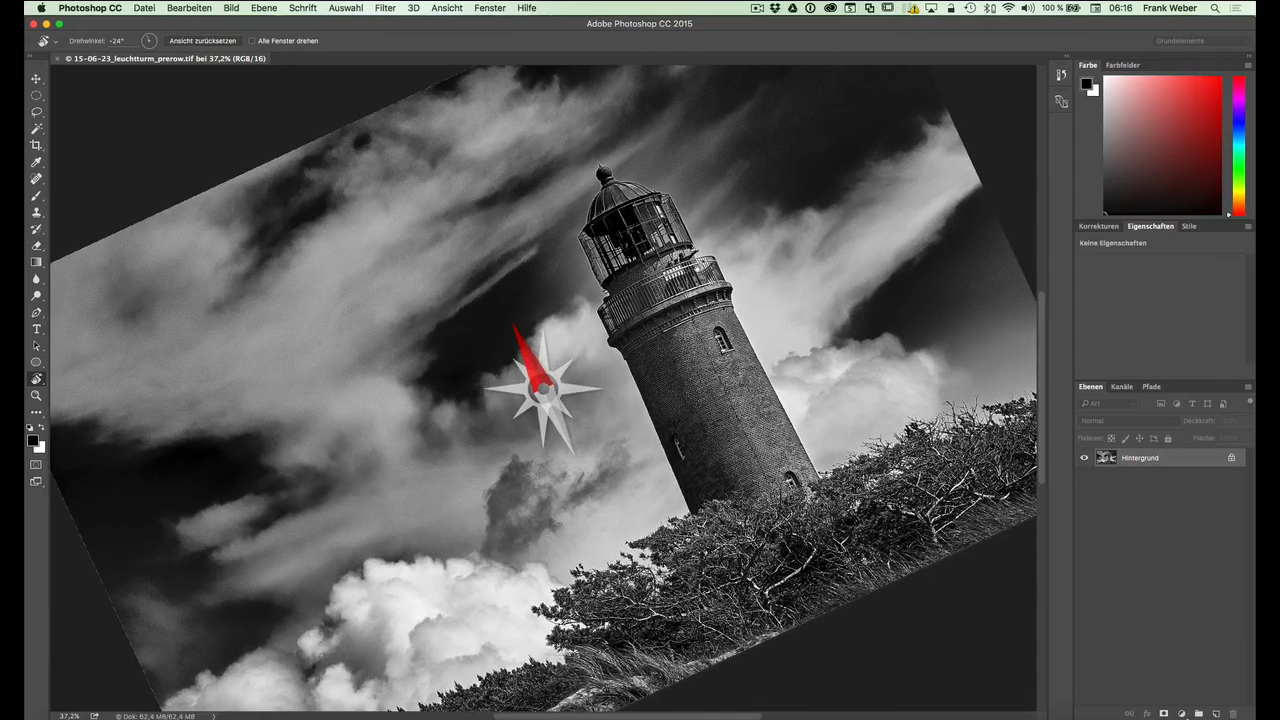 Photoshop CC Datei Bearbeiten Bild Ebene Schrift Auswahl Filter 3D Ansicht Fenster Hilfe 100 % 06:16 Frank Weber
Adobe Photoshop CC 2015
Drehwinkel: -24° Ansicht zurücksetzen Alle Fenster drehen Grundelemente
× © 15-06-23_leuchtturm_prerow.tif bei 37,2% (RGB/16)
Farbe Farbfelder
Korrekturen Eigenschaften Stile
Keine Eigenschaften
Ebenen Kanäle Pfade
Art
Normal Deckkraft: 100%
Fixieren: Fläche: 100%
Hintergrund
37,2% © Dok: 62,4 MB/62,4 MB